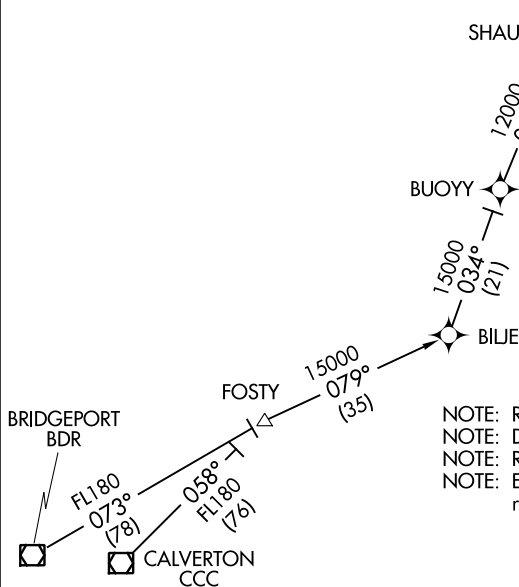 SHAU
12000
BUOYY
15000
034°
(21)
BILJE
15000
079°
(35)
FOSTY
NOTE: R
NOTE: D
NOTE: R
NOTE: E
BRIDGEPORT
BDR
FL180
073°
(78)
058°
FL180
(76)
CALVERTON
CCC